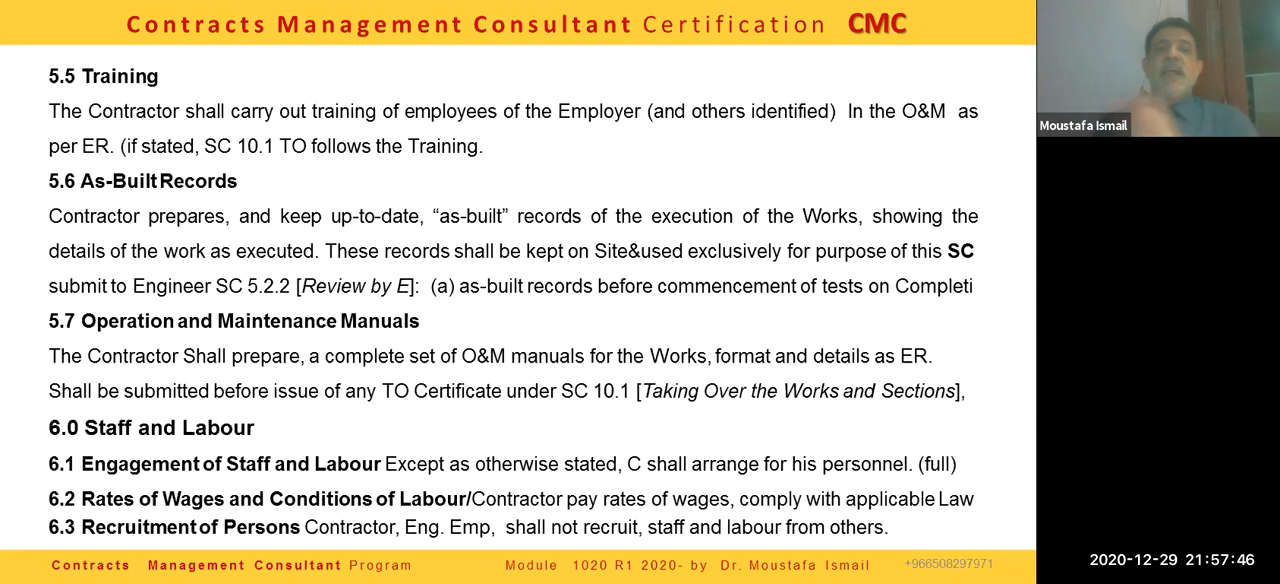 Contracts Management Consultant Certification CMC
5.5 Training
The Contractor shall carry out training of employees of the Employer (and others identified) In the O&M as
per ER. (if stated, SC 10.1 TO follows the Training.
5.6 As-Built Records
Contractor prepares, and keep up-to-date, “as-built” records of the execution of the Works, showing the
details of the work as executed. These records shall be kept on Site&used exclusively for purpose of this SC
submit to Engineer SC 5.2.2 [Review by E]: (a) as-built records before commencement of tests on Completi
5.7 Operation and Maintenance Manuals
The Contractor Shall prepare, a complete set of O&M manuals for the Works, format and details as ER.
Shall be submitted before issue of any TO Certificate under SC 10.1 [Taking Over the Works and Sections],
6.0 Staff and Labour
6.1 Engagement of Staff and Labour Except as otherwise stated, C shall arrange for his personnel. (full)
6.2 Rates of Wages and Conditions of Labour/Contractor pay rates of wages, comply with applicable Law
6.3 Recruitment of Persons Contractor, Eng. Emp, shall not recruit, staff and labour from others.
Contracts Management Consultant Program Module 1020 R1 2020- by Dr. Moustafa Ismail +966508297971
Moustafa Ismail
2020-12-29 21:57:46